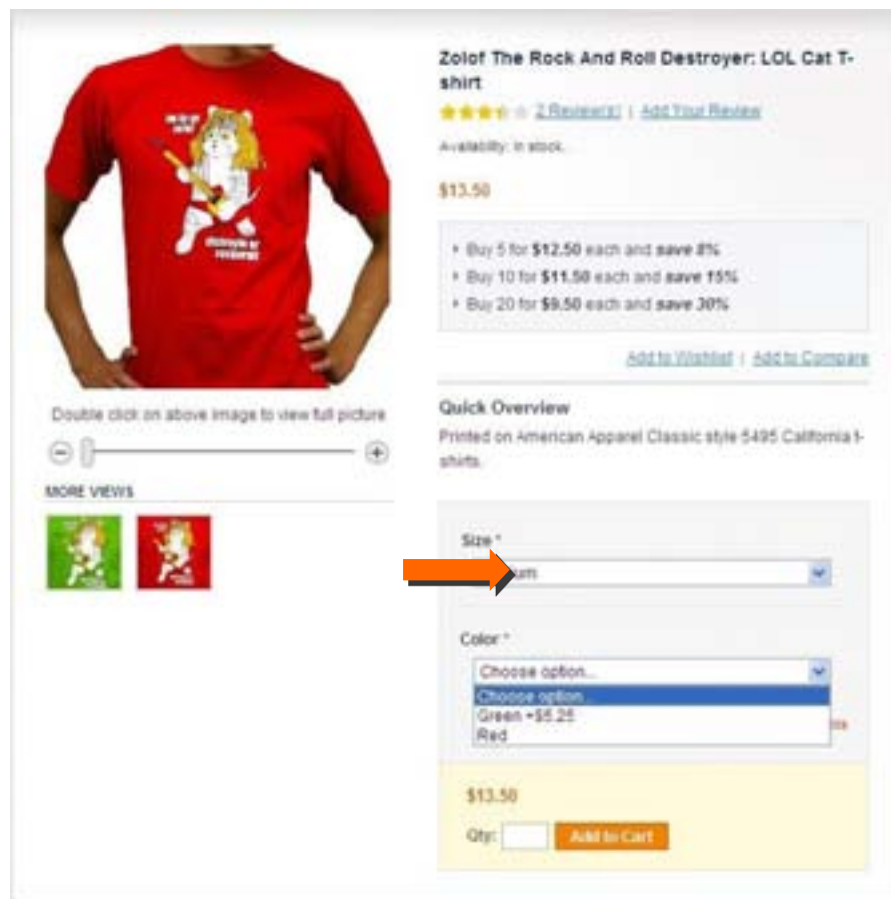 Zolof The Rock And Roll Destroyer: LOL Cat T-
shirt
2 Review(s) | Add Your Review
Availability: In stock.
$13.50
Buy 5 for $12.50 each and save 8%
Buy 10 for $11.50 each and save 15%
Buy 20 for $9.50 each and save 30%
Add to Wishlist | Add to Compare
Double click on above image to view full picture
MORE VIEWS
Quick Overview
Printed on American Apparel Classic style 5495 California t-
shirts.
Size *
um
Color *
Choose option...
Choose option...
Green +$5.25
Red
$13.50
Qty: Add to Cart